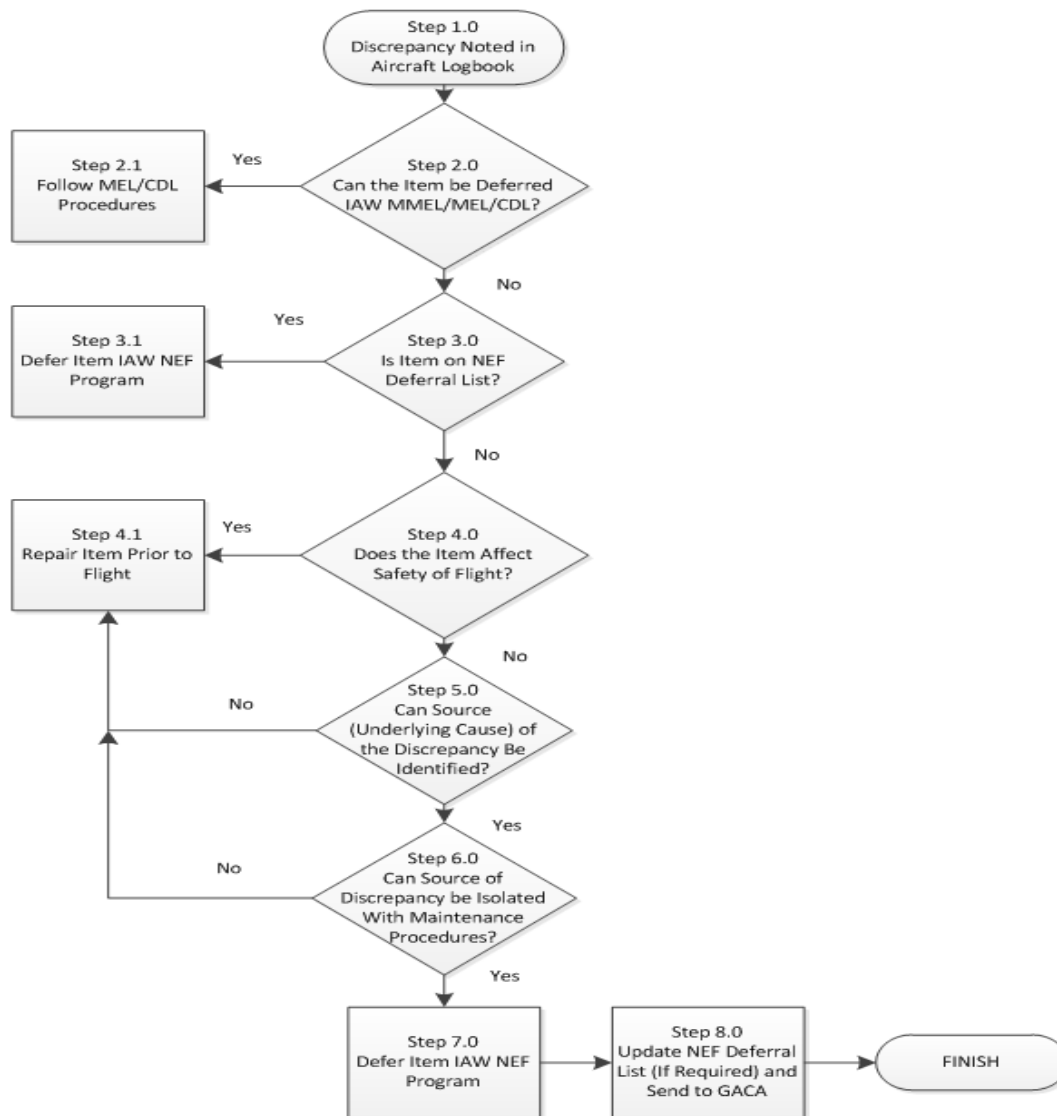 Step 1.0
Discrepancy Noted in
Aircraft Logbook
Step 2.1
Follow MEL/CDL
Procedures
Yes
Step 2.0
Can the Item be Deferred
IAW MMEL/MEL/CDL?
No
Step 3.1
Defer Item IAW NEF
Program
Yes
Step 3.0
Is Item on NEF
Deferral List?
No
Step 4.1
Repair Item Prior to
Flight
Yes
Step 4.0
Does the Item Affect
Safety of Flight?
No
No
Step 5.0
Can Source
(Underlying Cause) of
the Discrepancy Be
Identified?
Yes
No
Step 6.0
Can Source of
Discrepancy be Isolated
With Maintenance
Procedures?
Yes
Step 7.0
Defer Item IAW NEF
Program
Step 8.0
Update NEF Deferral
List (If Required) and
Send to GACA
FINISH